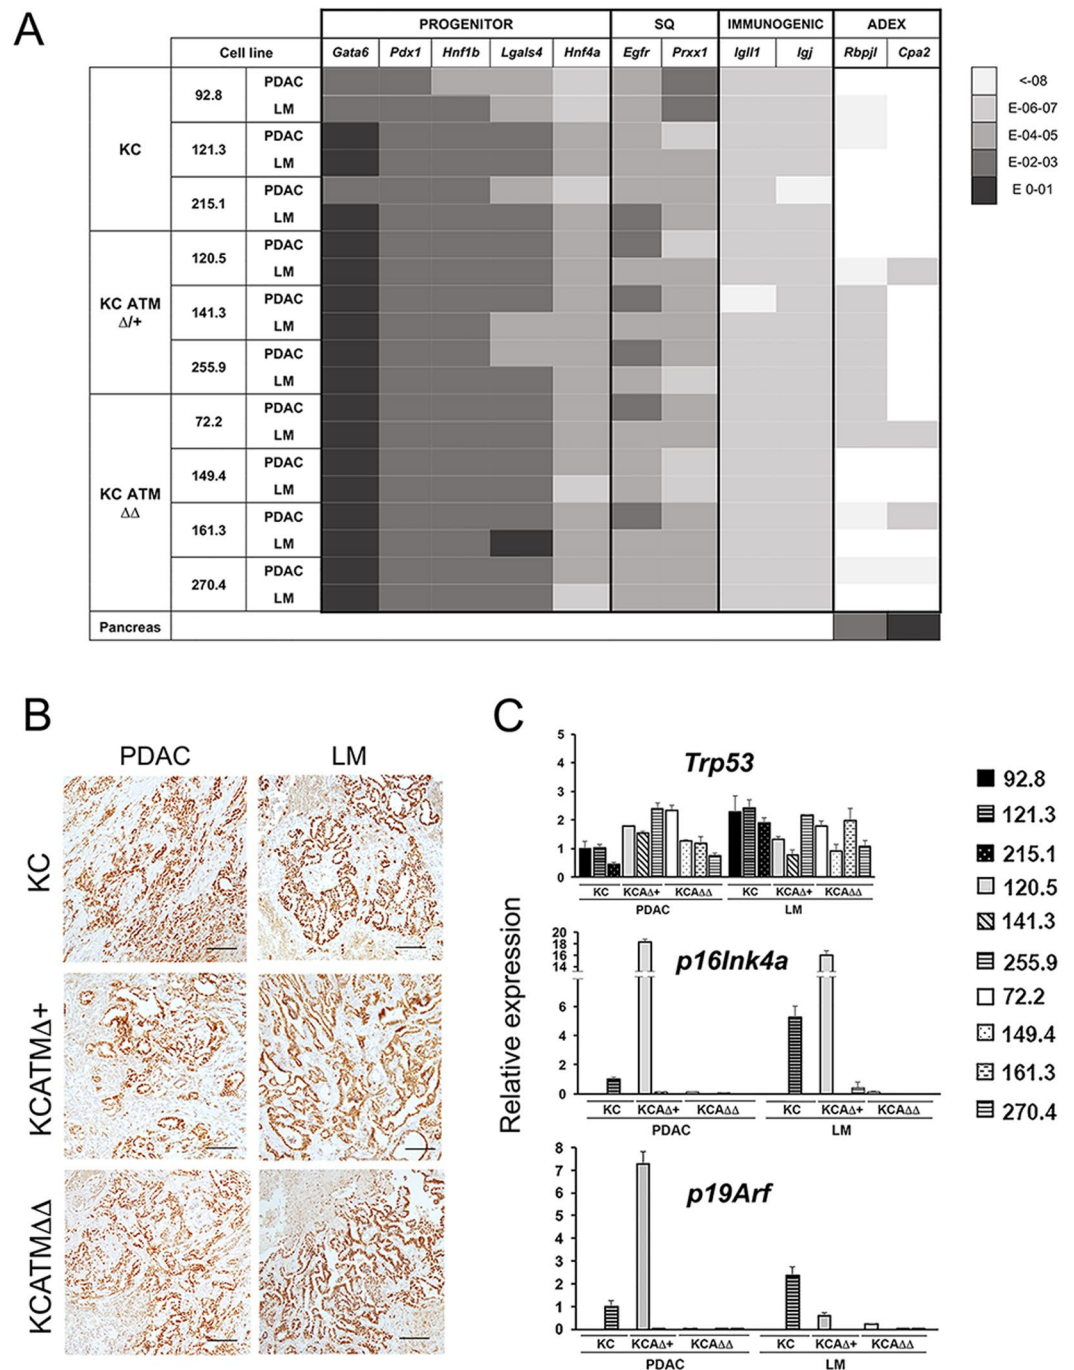 A
PROGENITOR SQ IMMUNOGENIC ADEX
Cell line Gata6 Pdx1 Hnf1b Lgals4 Hnf4a Egfr Prxx1 Igll1 Igj Rbpjl Cpa2
KC 92.8 PDAC
LM
121.3 PDAC
LM
215.1 PDAC
LM
KC ATM Δ/+ 120.5 PDAC
LM
141.3 PDAC
LM
255.9 PDAC
LM
KC ATM ΔΔ 72.2 PDAC
LM
149.4 PDAC
LM
161.3 PDAC
LM
270.4 PDAC
LM
Pancreas
<-08
E-06-07
E-04-05
E-02-03
E 0-01
B
PDAC LM
KC
KCATMΔ+
KCATMΔΔ
C
Relative expression
Trp53
5
4
3
2
1
0
KC KCAΔ+ KCAΔΔ KC KCAΔ+ KCAΔΔ
PDAC LM
p16Ink4a
20
18
16
14
6
4
2
0
KC KCAΔ+ KCAΔΔ KC KCAΔ+ KCAΔΔ
PDAC LM
p19Arf
8
7
6
5
4
3
2
1
0
KC KCAΔ+ KCAΔΔ KC KCAΔ+ KCAΔΔ
PDAC LM
92.8
121.3
215.1
120.5
141.3
255.9
72.2
149.4
161.3
270.4